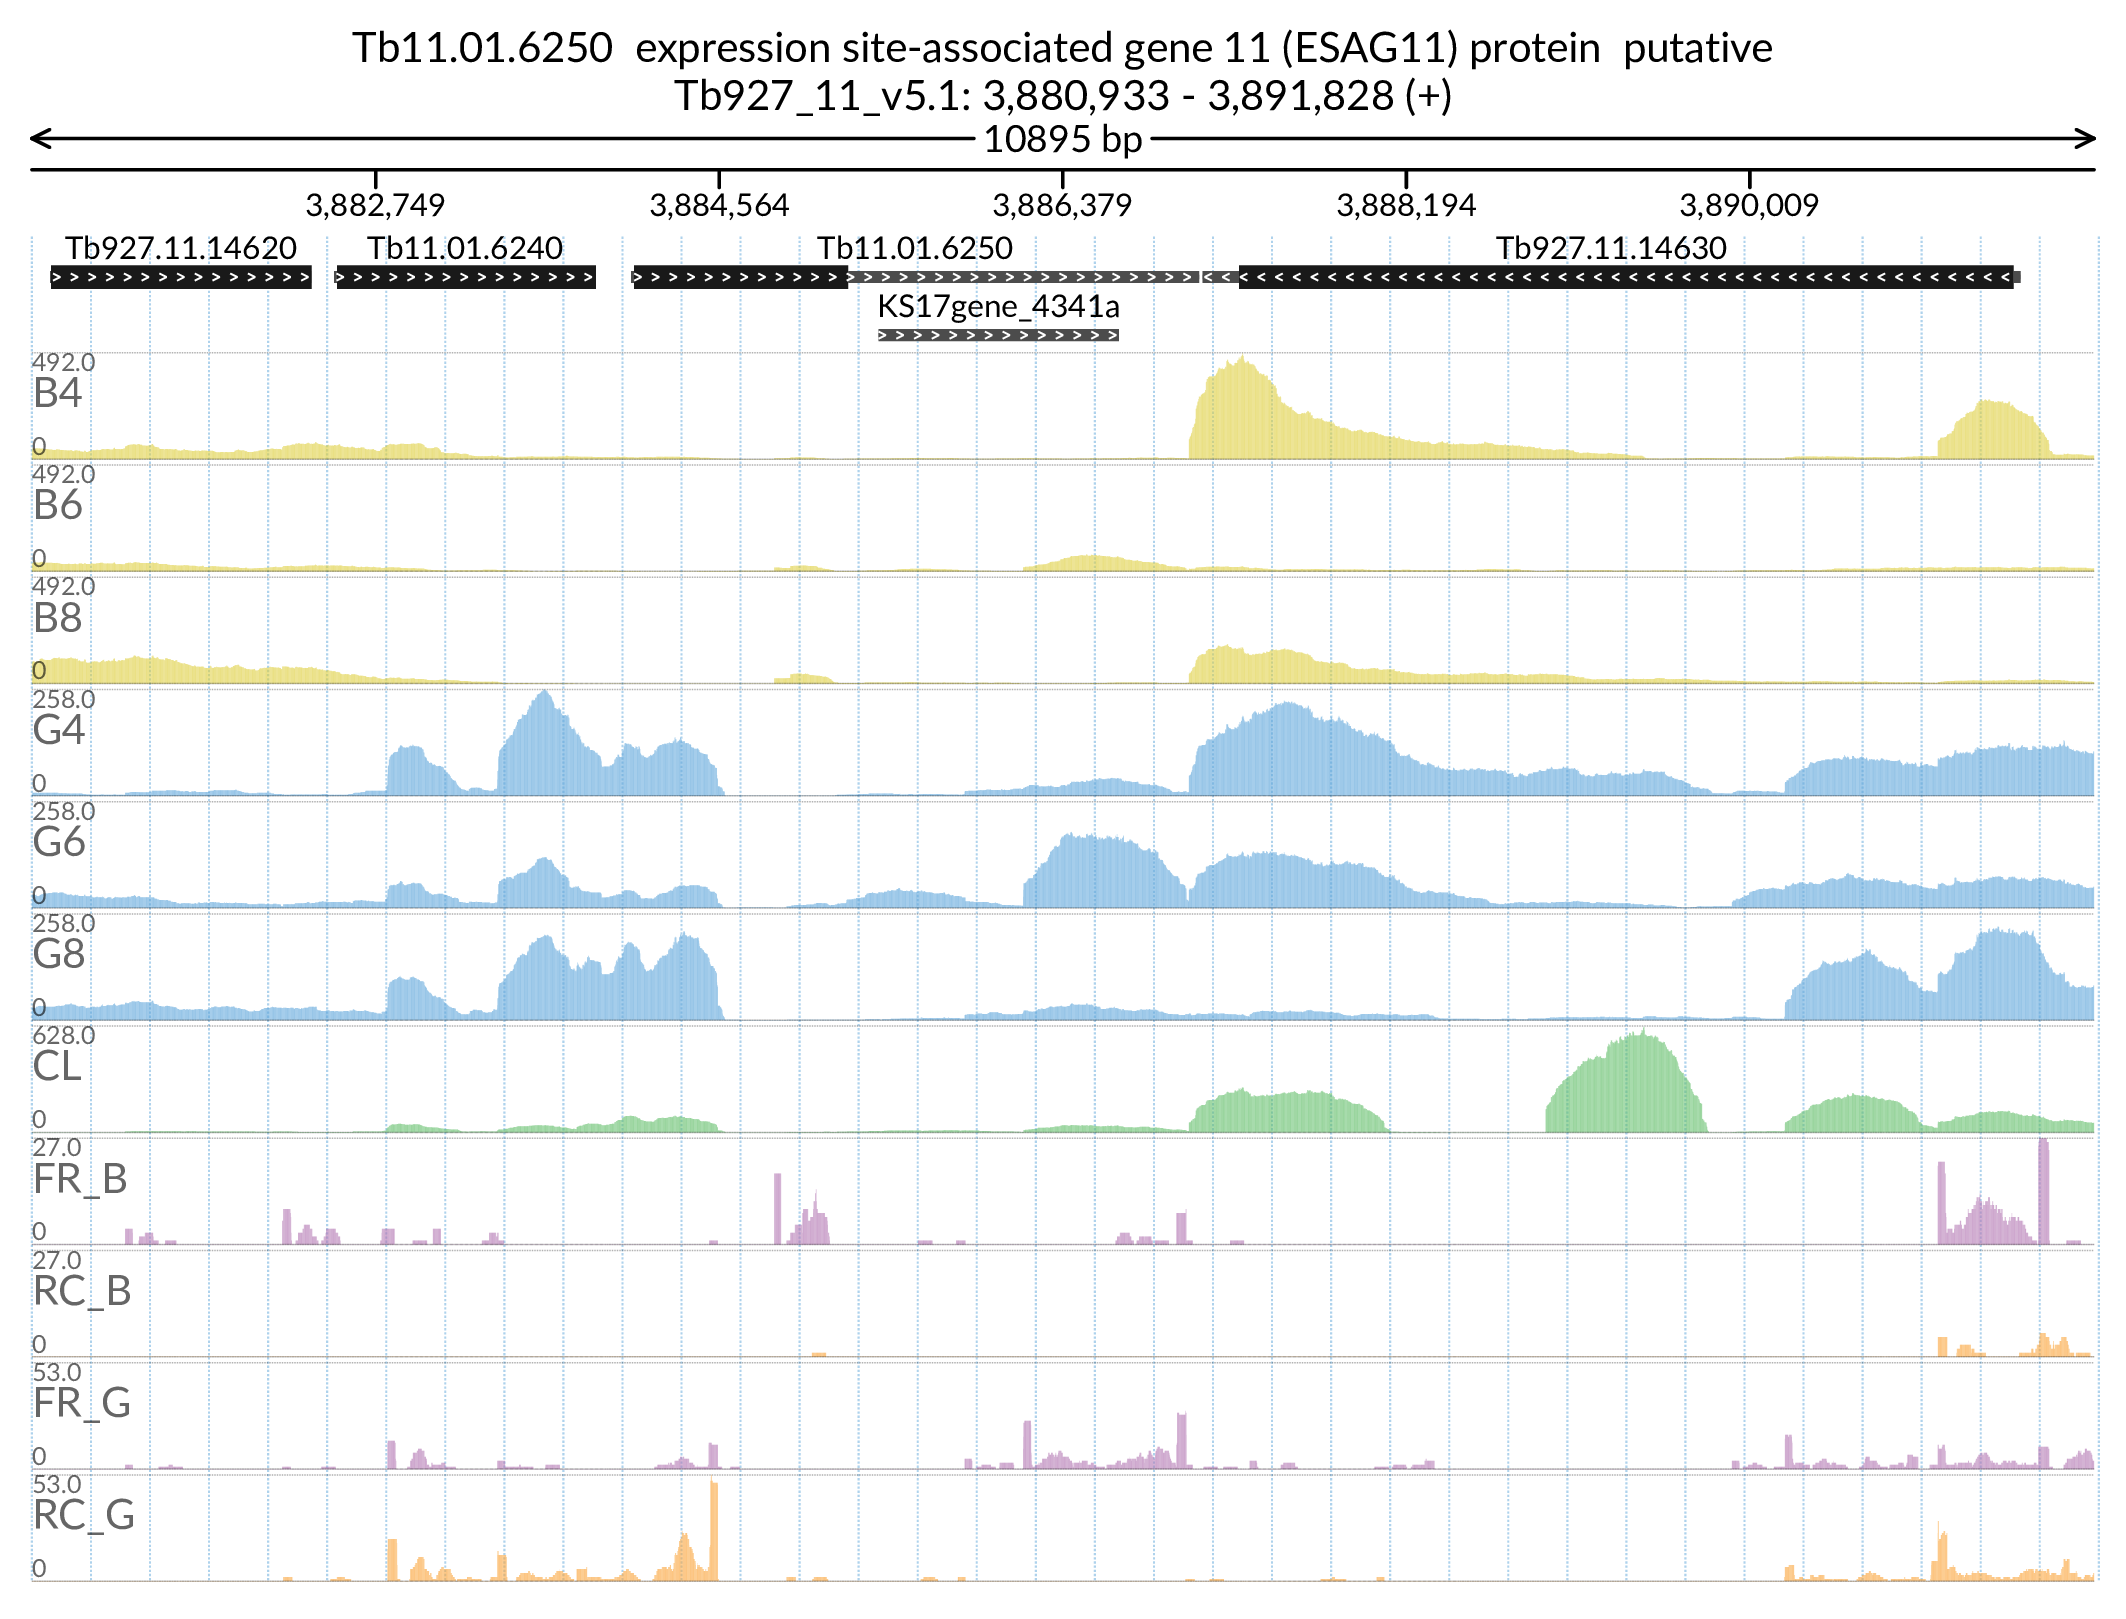 Tb11.01.6250 expression site-associated gene 11 (ESAG11) protein putative
Tb927_11_v5.1: 3,880,933 - 3,891,828 (+)
10895 bp
3,882,749 3,884,564 3,886,379 3,888,194 3,890,009
Tb927.11.14620 Tb11.01.6240 Tb11.01.6250 Tb927.11.14630
KS17gene_4341a
492.0
B4
0
492.0
B6
0
492.0
B8
0
258.0
G4
0
258.0
G6
0
258.0
G8
0
628.0
CL
0
27.0
FR_B
0
27.0
RC_B
0
53.0
FR_G
0
53.0
RC_G
0